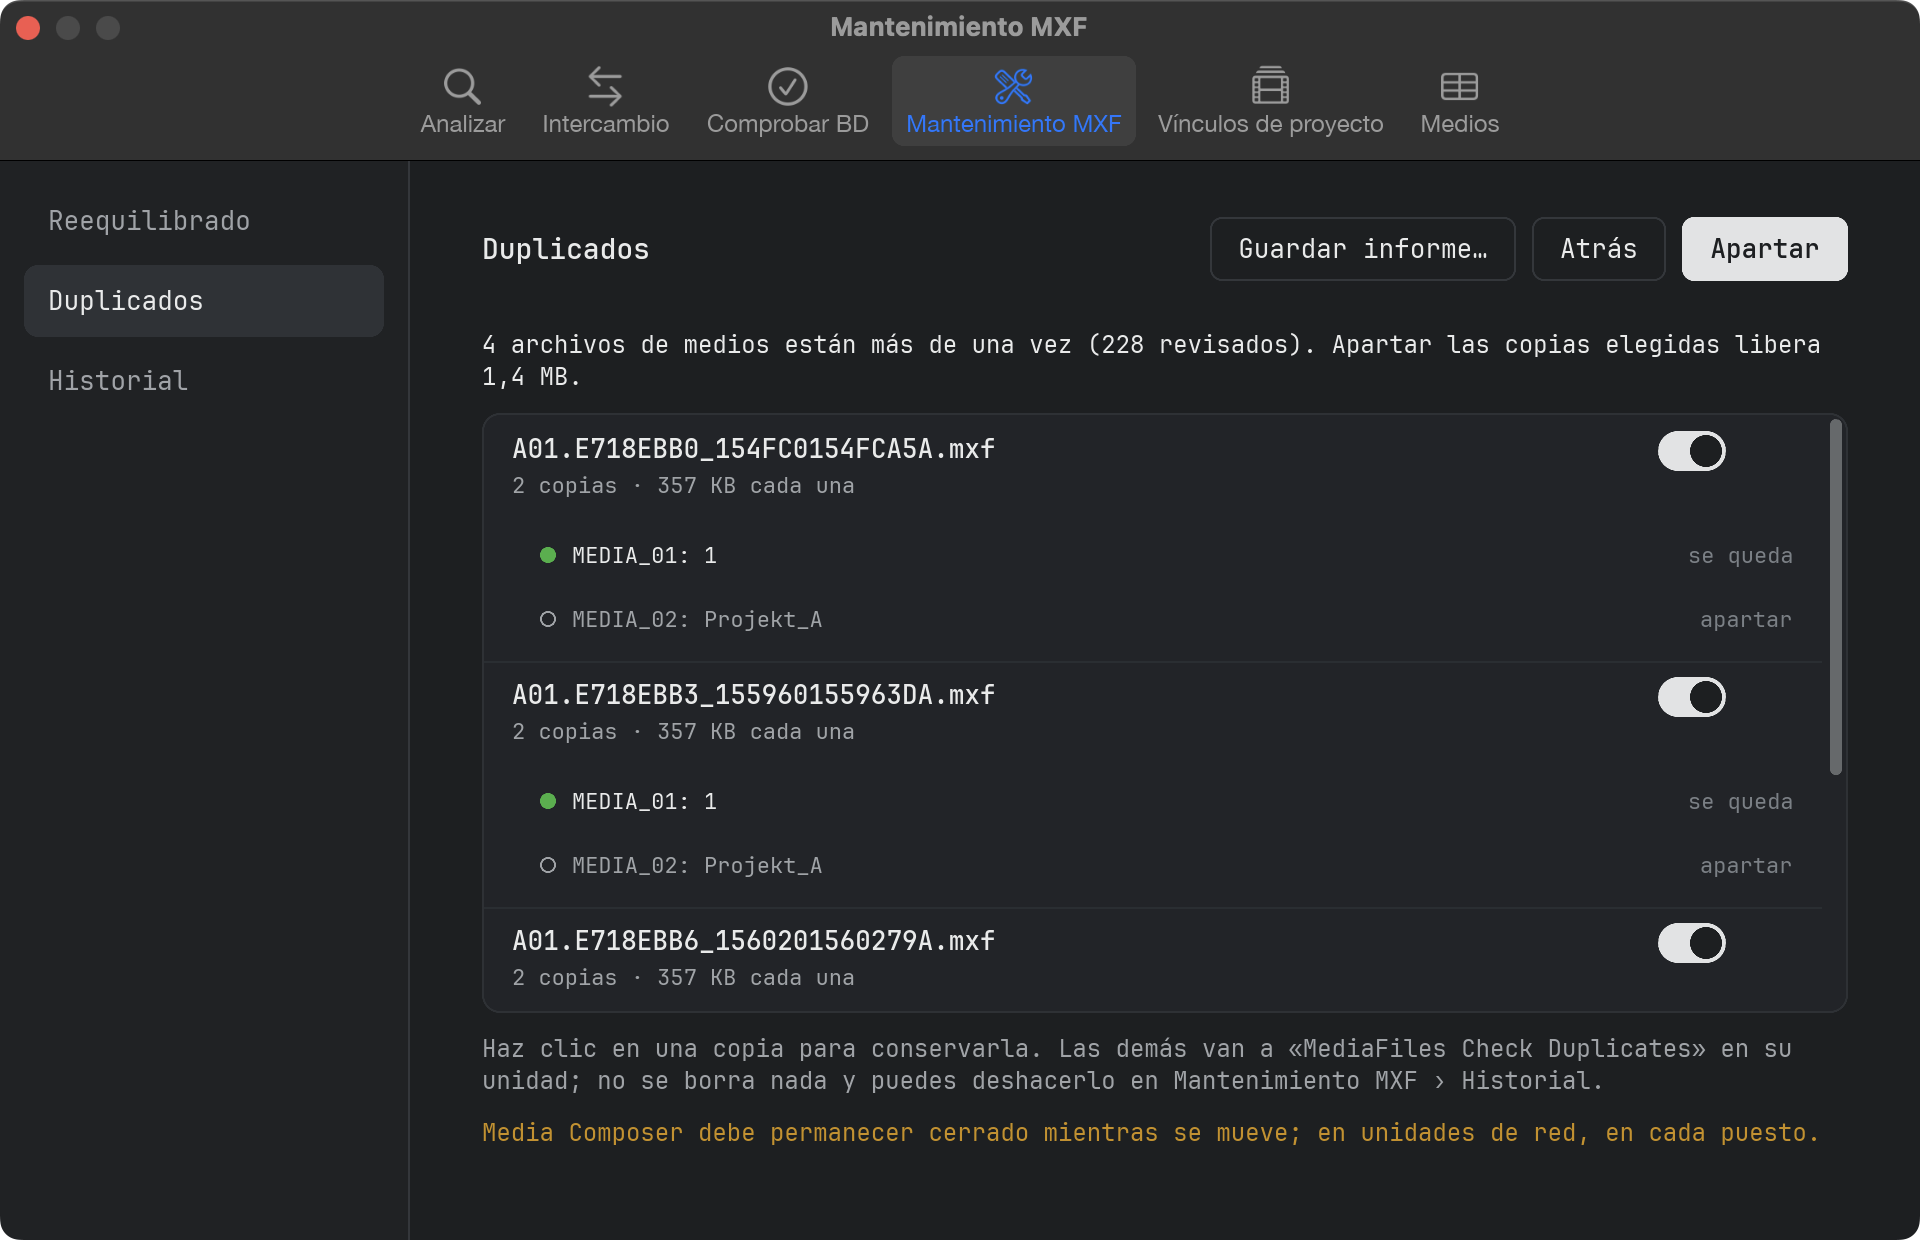 Mantenimiento MXF
Analizar
Intercambio
Comprobar BD
Mantenimiento MXF
Vínculos de proyecto
Medios
Reequilibrado
Duplicados
Historial
Duplicados
Guardar informe…
Atrás
Apartar
4 archivos de medios están más de una vez (228 revisados). Apartar las copias elegidas libera
1,4 MB.
A01.E718EBB0_154FC0154FCA5A.mxf
2 copias · 357 KB cada una
MEDIA_01: 1
se queda
MEDIA_02: Projekt_A
apartar
A01.E718EBB3_155960155963DA.mxf
2 copias · 357 KB cada una
MEDIA_01: 1
se queda
MEDIA_02: Projekt_A
apartar
A01.E718EBB6_1560201560279A.mxf
2 copias · 357 KB cada una
Haz clic en una copia para conservarla. Las demás van a «MediaFiles Check Duplicates» en su
unidad; no se borra nada y puedes deshacerlo en Mantenimiento MXF › Historial.
Media Composer debe permanecer cerrado mientras se mueve; en unidades de red, en cada puesto.